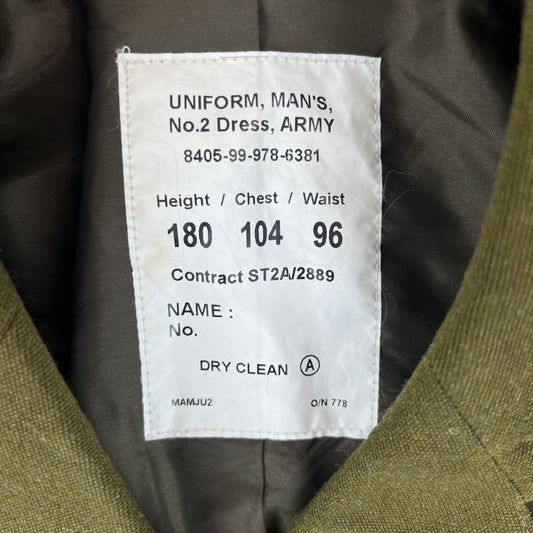 UNIFORM, MAN'S,
No.2 Dress, ARMY
8405-99-978-6381
Height / Chest / Waist
180 104 96
Contract ST2A/2889
NAME :
No.
DRY CLEAN Ⓐ
MAMJU2 O/N 778